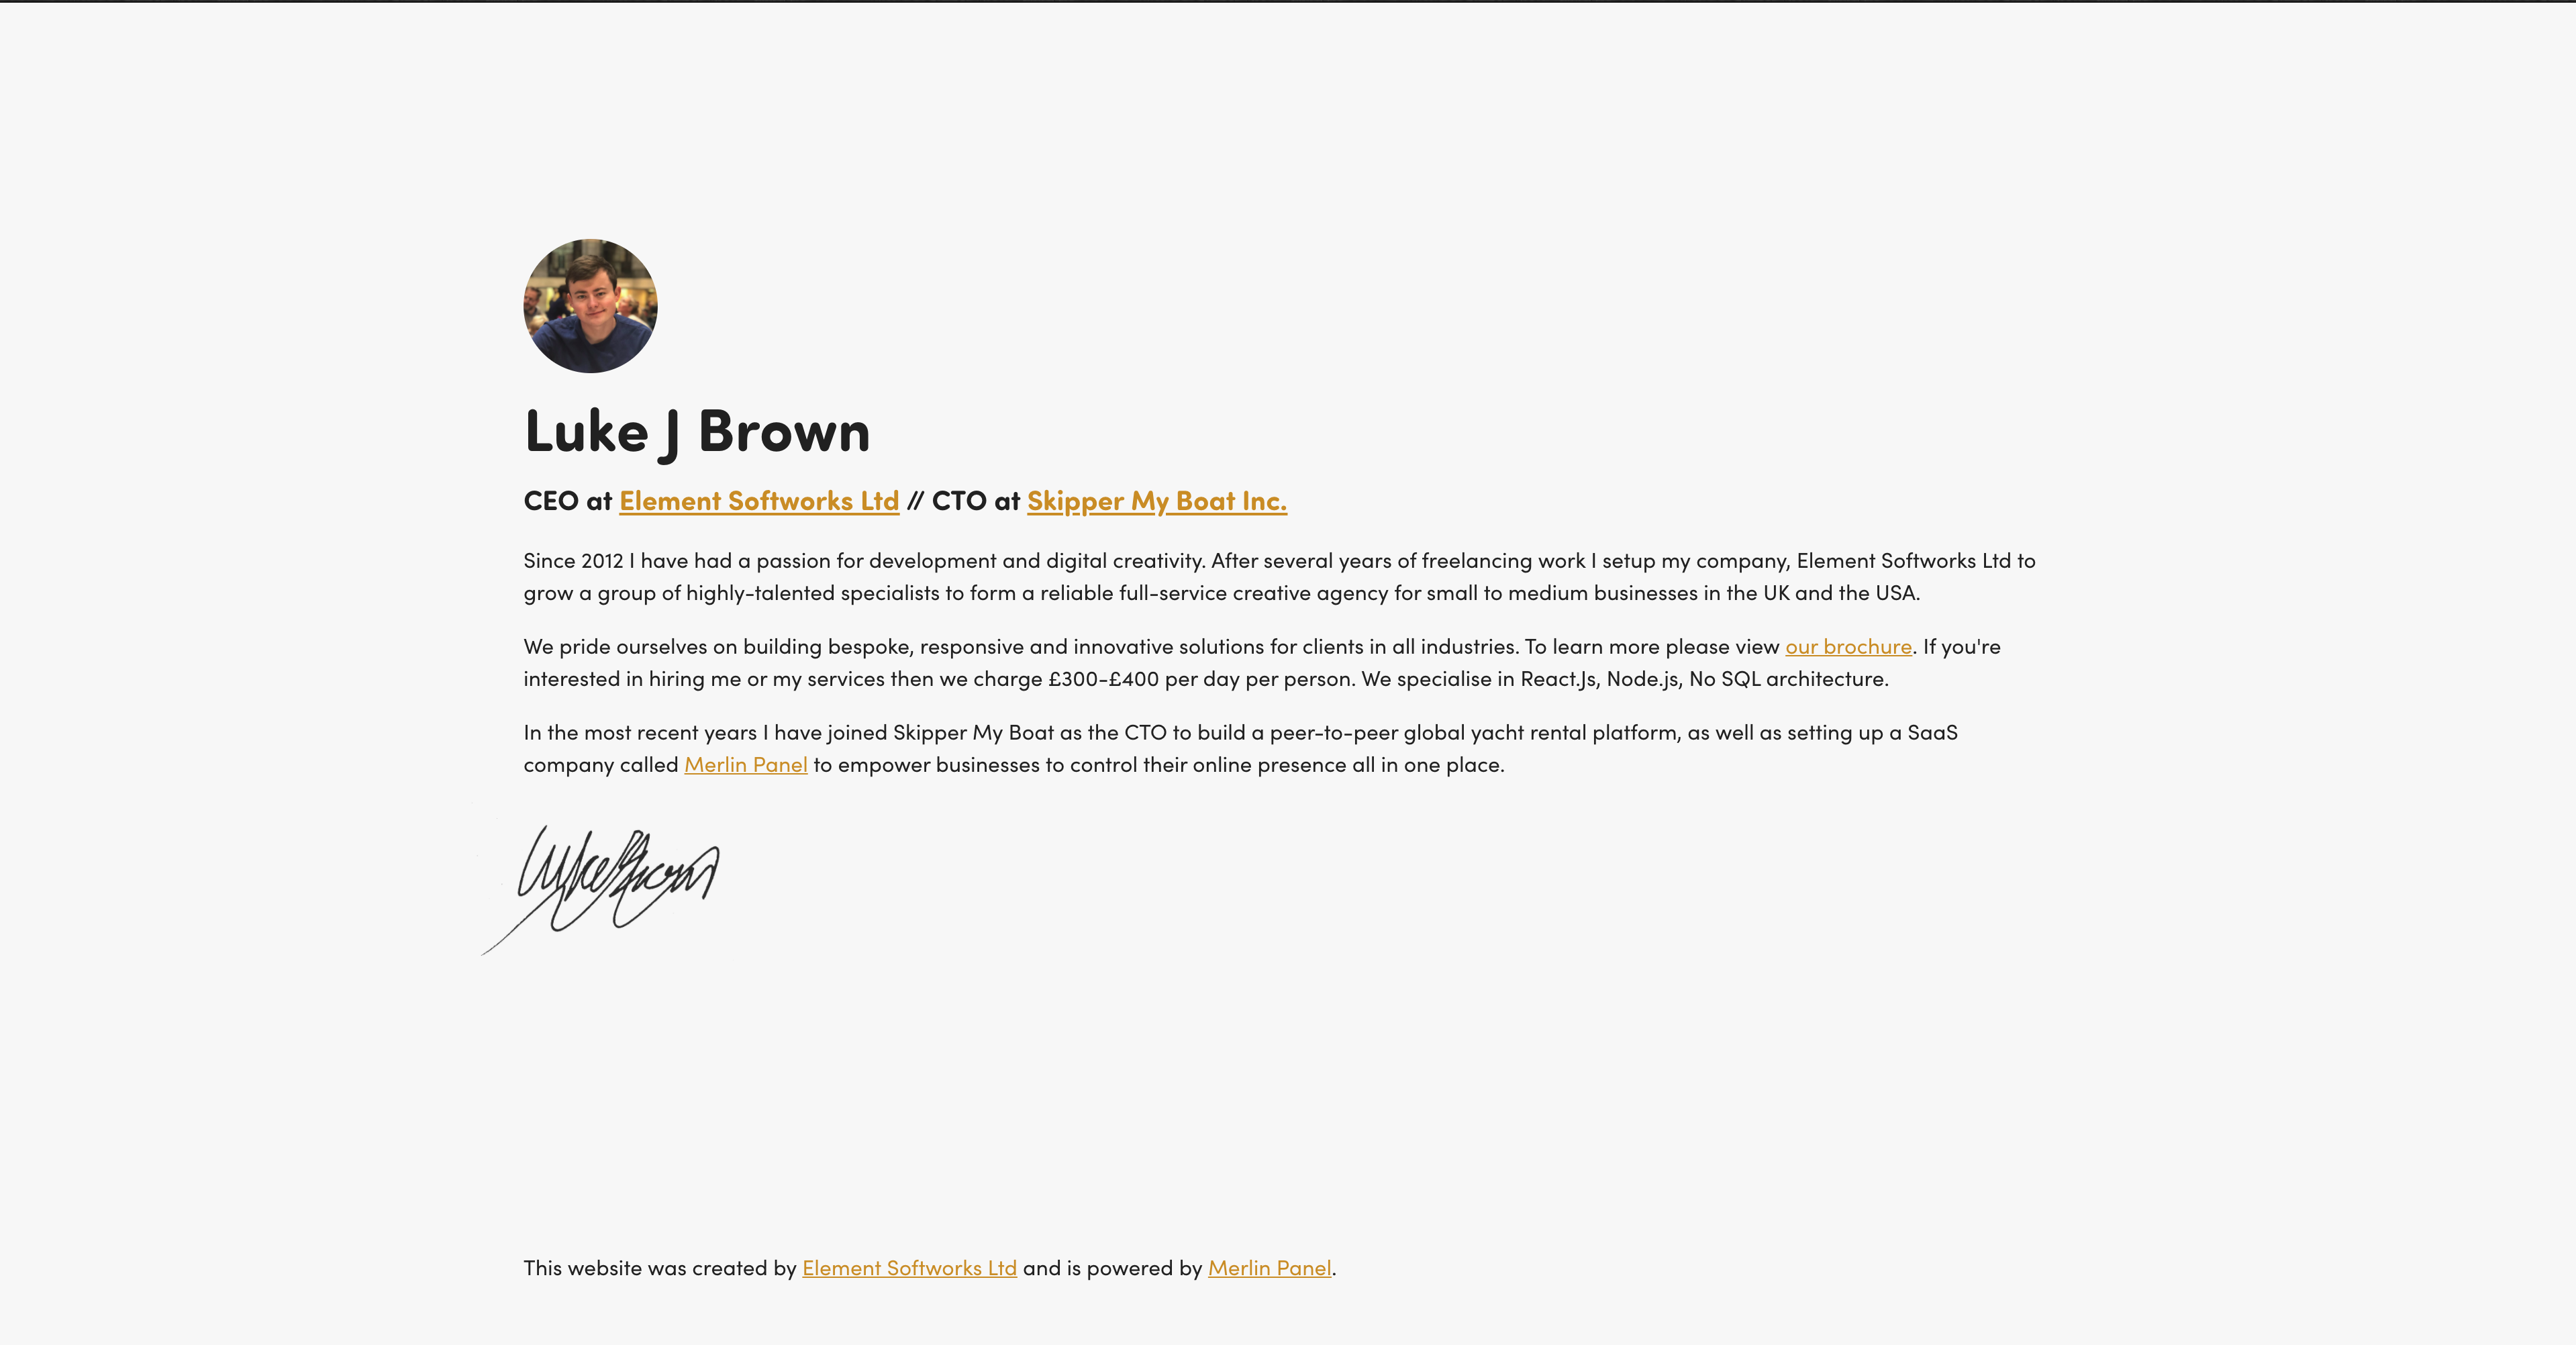 Luke J Brown
CEO at Element Softworks Ltd // CTO at Skipper My Boat Inc.
Since 2012 I have had a passion for development and digital creativity. After several years of freelancing work I setup my company, Element Softworks Ltd to
grow a group of highly-talented specialists to form a reliable full-service creative agency for small to medium businesses in the UK and the USA.
We pride ourselves on building bespoke, responsive and innovative solutions for clients in all industries. To learn more please view our brochure. If you're
interested in hiring me or my services then we charge £300-£400 per day per person. We specialise in React.Js, Node.js, No SQL architecture.
In the most recent years I have joined Skipper My Boat as the CTO to build a peer-to-peer global yacht rental platform, as well as setting up a SaaS
company called Merlin Panel to empower businesses to control their online presence all in one place.
Luke Brown
This website was created by Element Softworks Ltd and is powered by Merlin Panel.